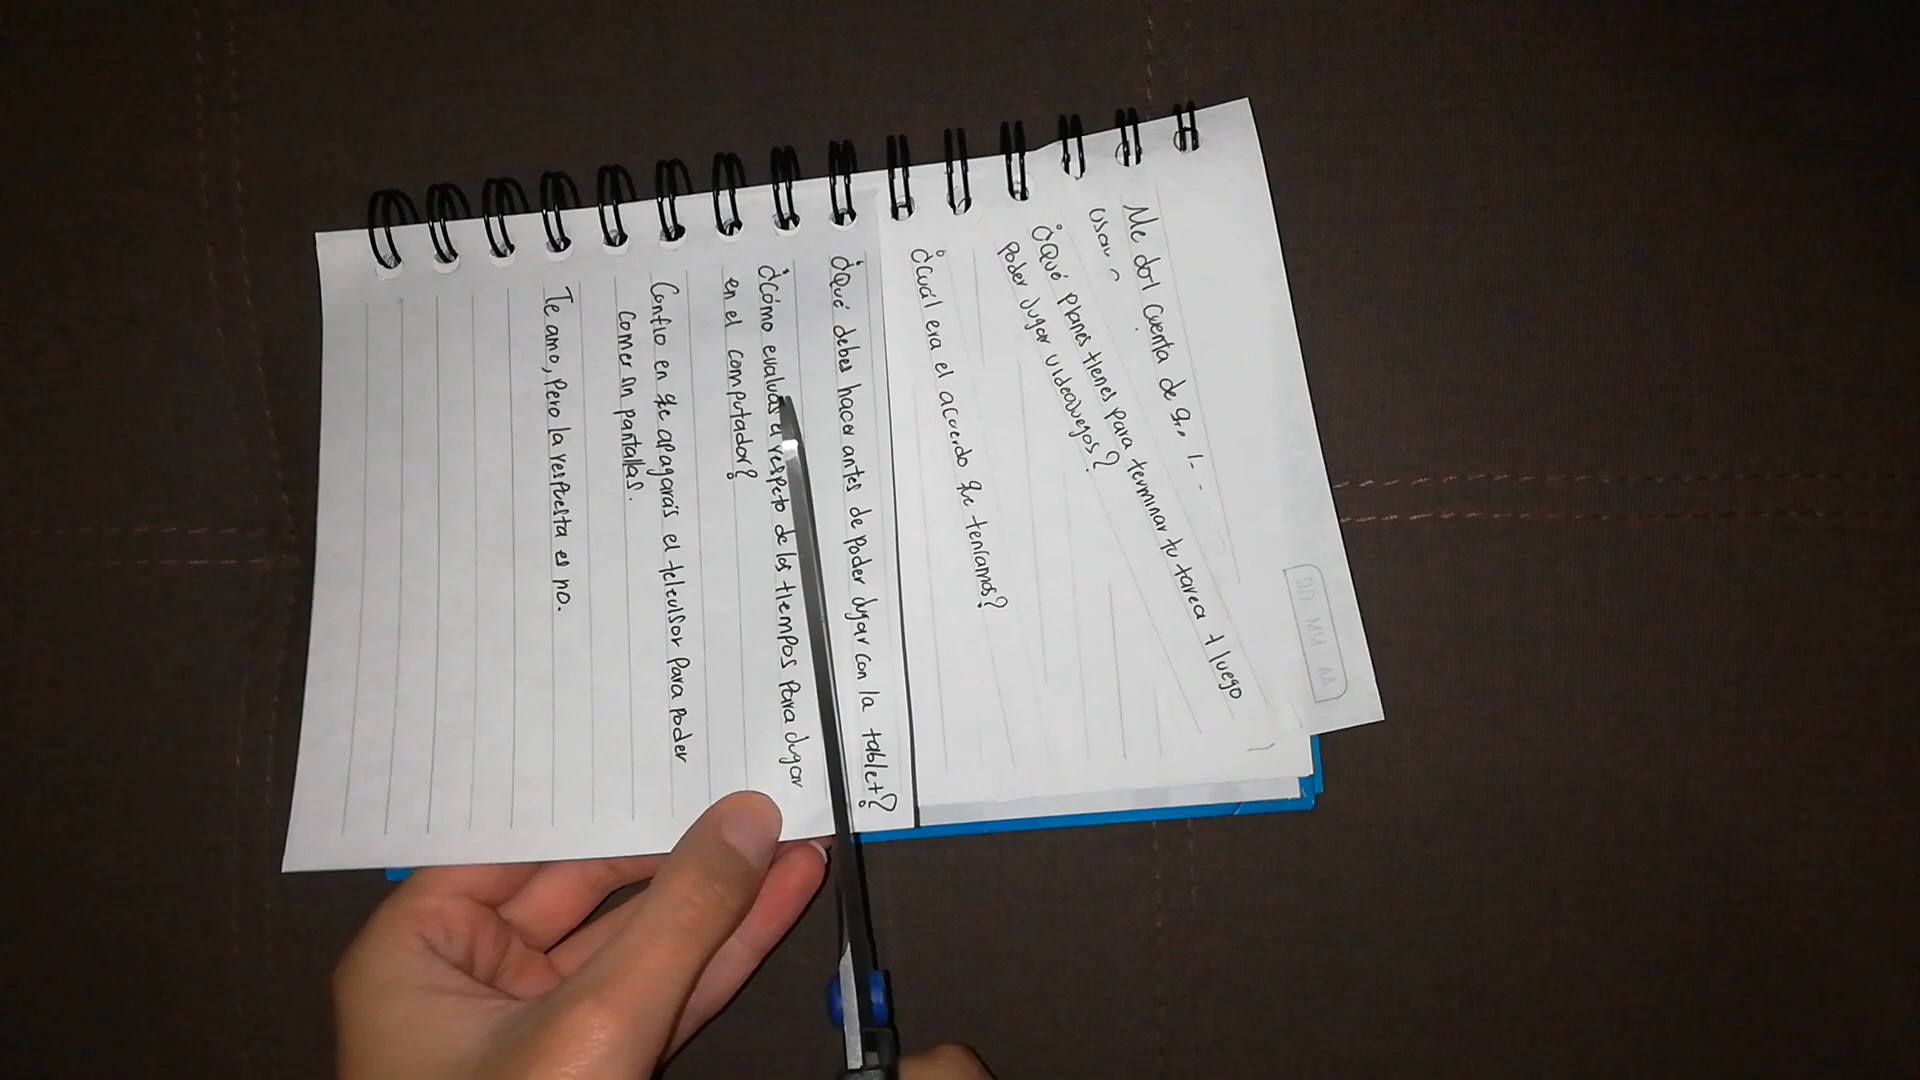 DD MM AA
Me doy cuenta de
usar
¿Qué planes tienes para terminar tu tarea y luego
poder jugar videojuegos?
¿Cuál era el acuerdo que teníamos?
¿Qué debes hacer antes de poder jugar con la tablet?
¿Cómo evaluas el respeto de los tiempos para jugar
en el computador?
Confío en que apagarás el televisor para poder
comer sin pantallas.
Te amo, pero la respuesta es no.